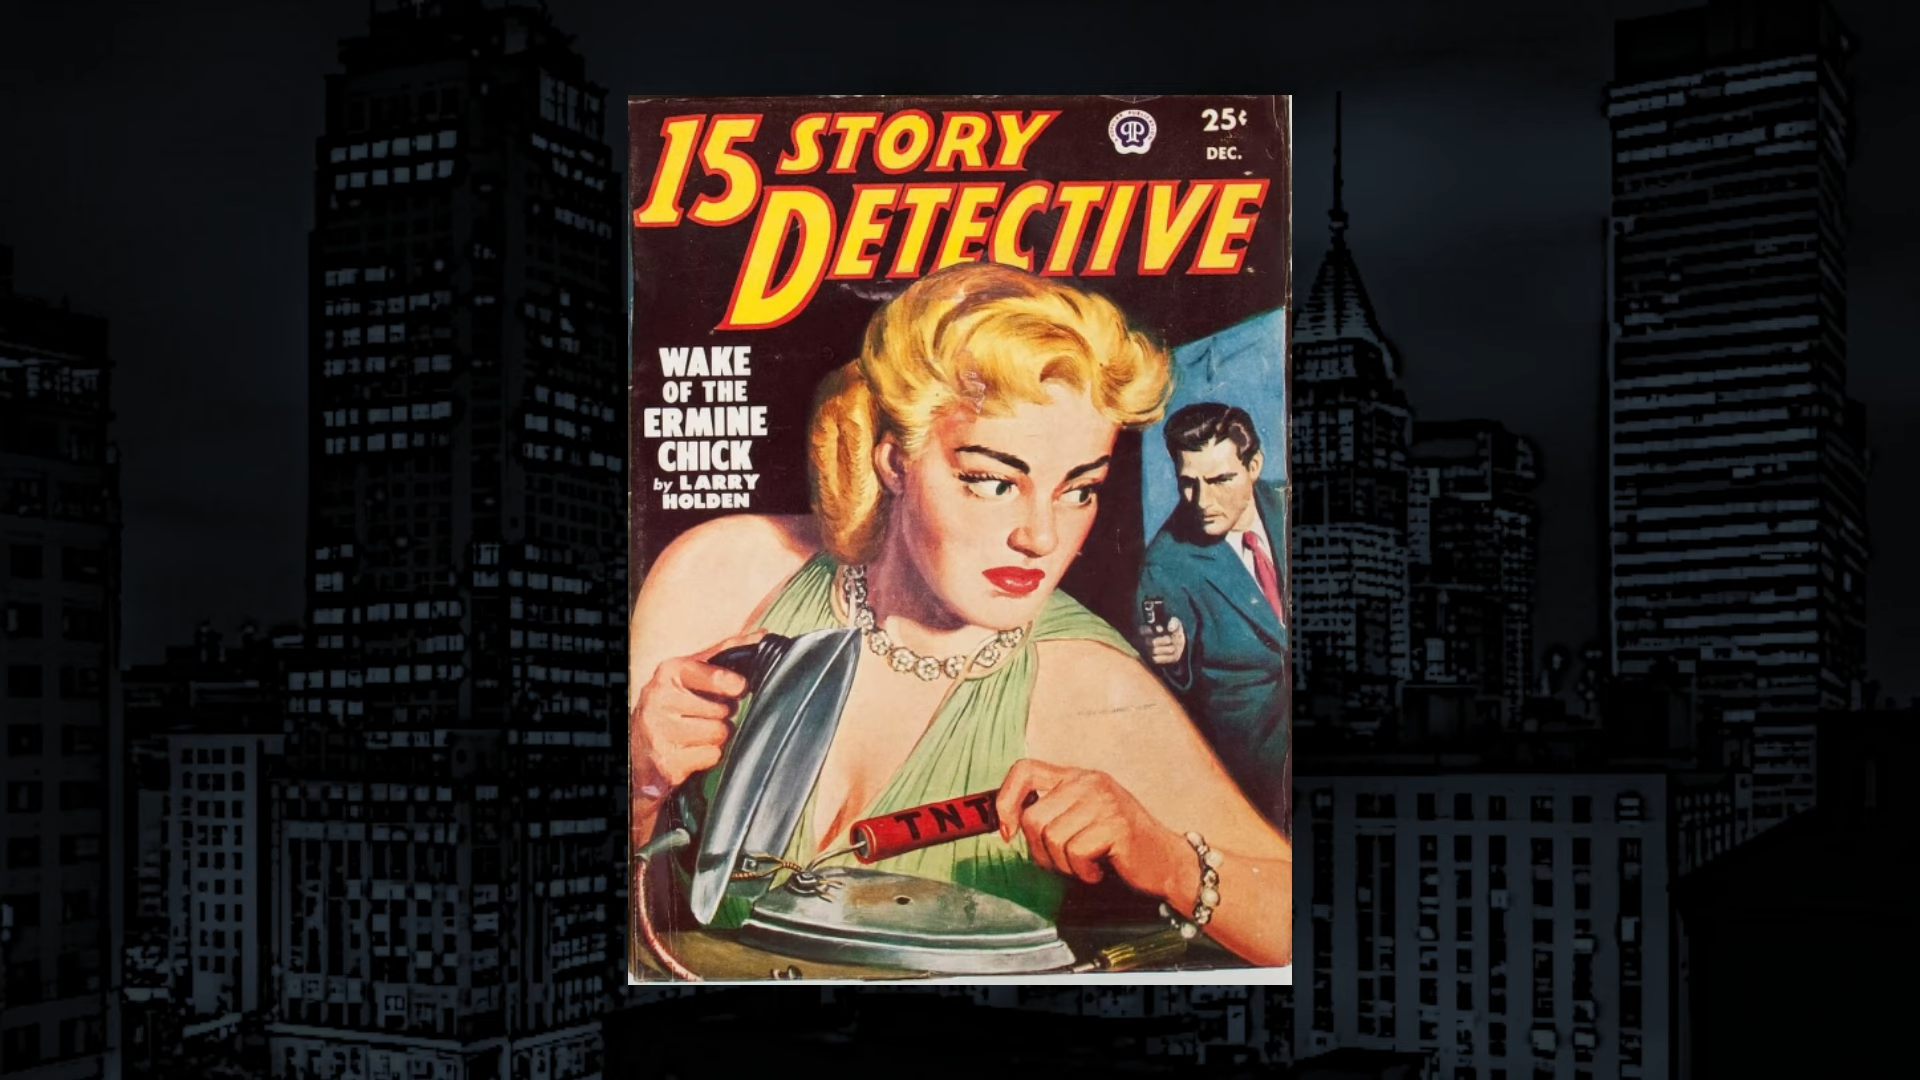 15 STORY
DETECTIVE
25¢
DEC.
WAKE
OF THE
ERMINE
CHICK
by LARRY
HOLDEN
TNT